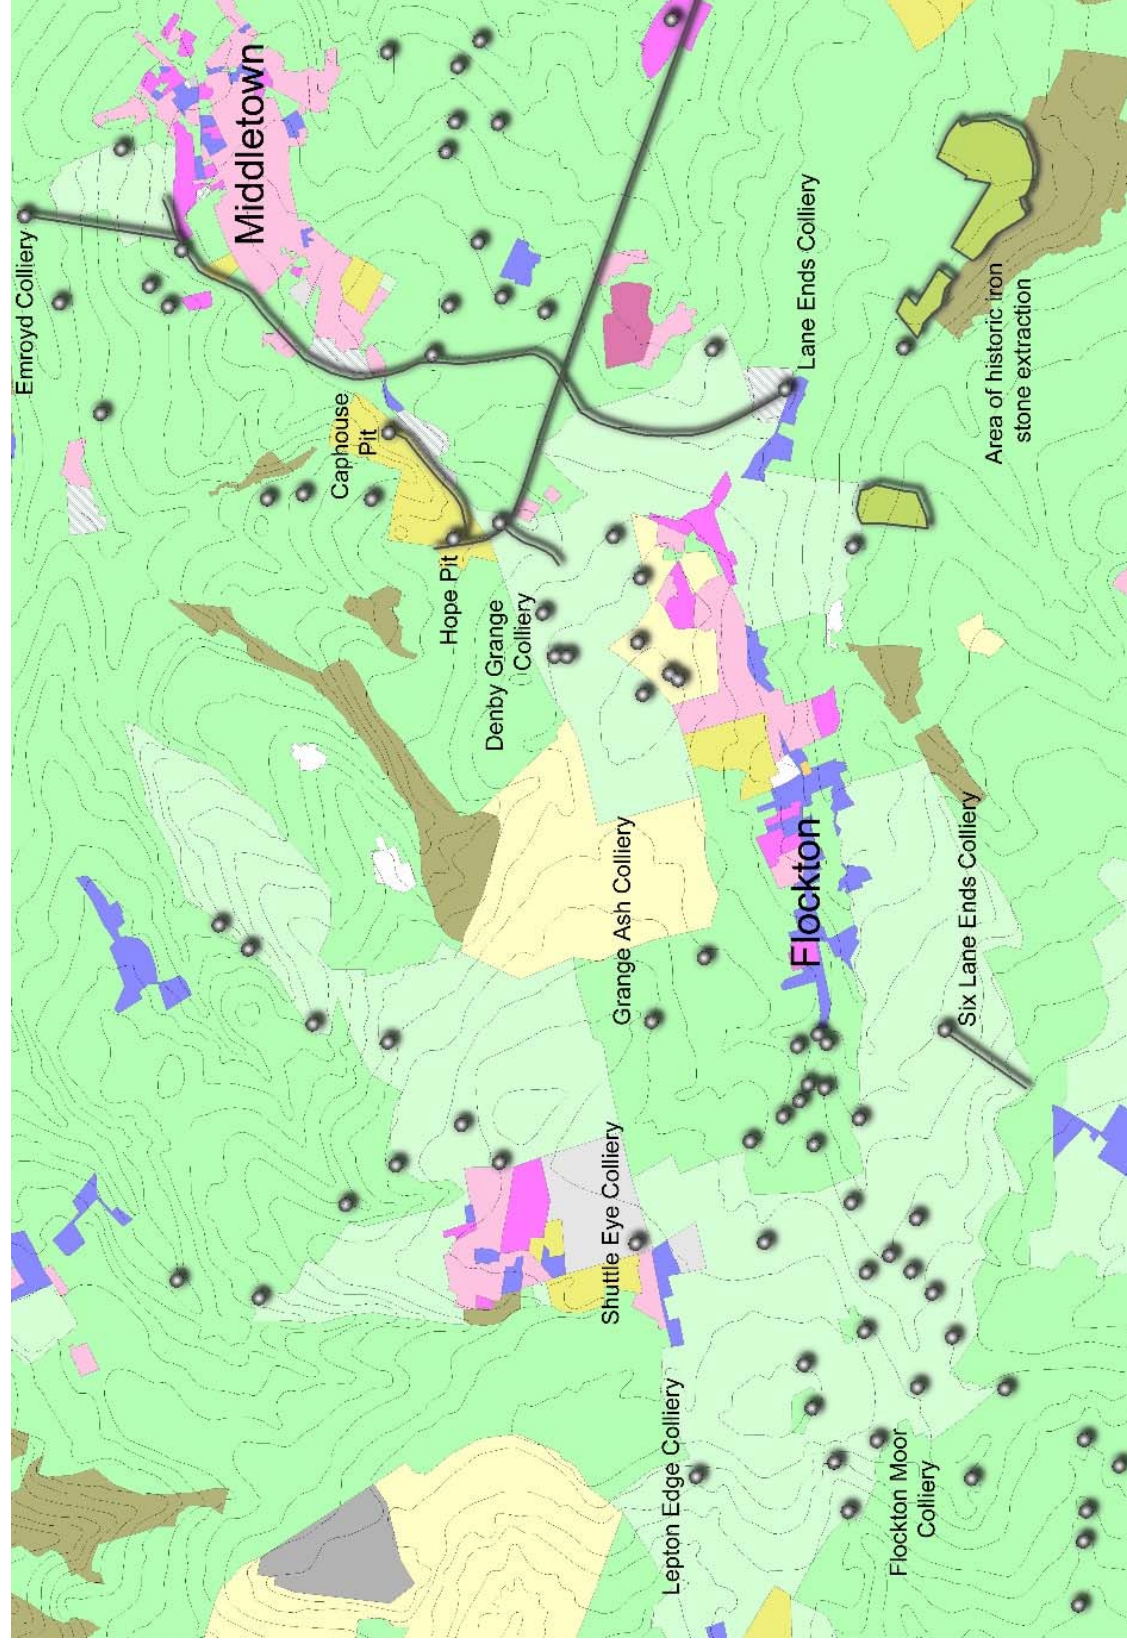 Emroyd Colliery
Middletown
Caphouse
Pit
Hope Pit
Denby Grange
Colliery
Lane Ends Colliery
Area of historic iron
stone extraction
Grange Ash Colliery
Flockton
Six Lane Ends Colliery
Shuttle Eye Colliery
Lepton Edge Colliery
Flockton Moor
Colliery